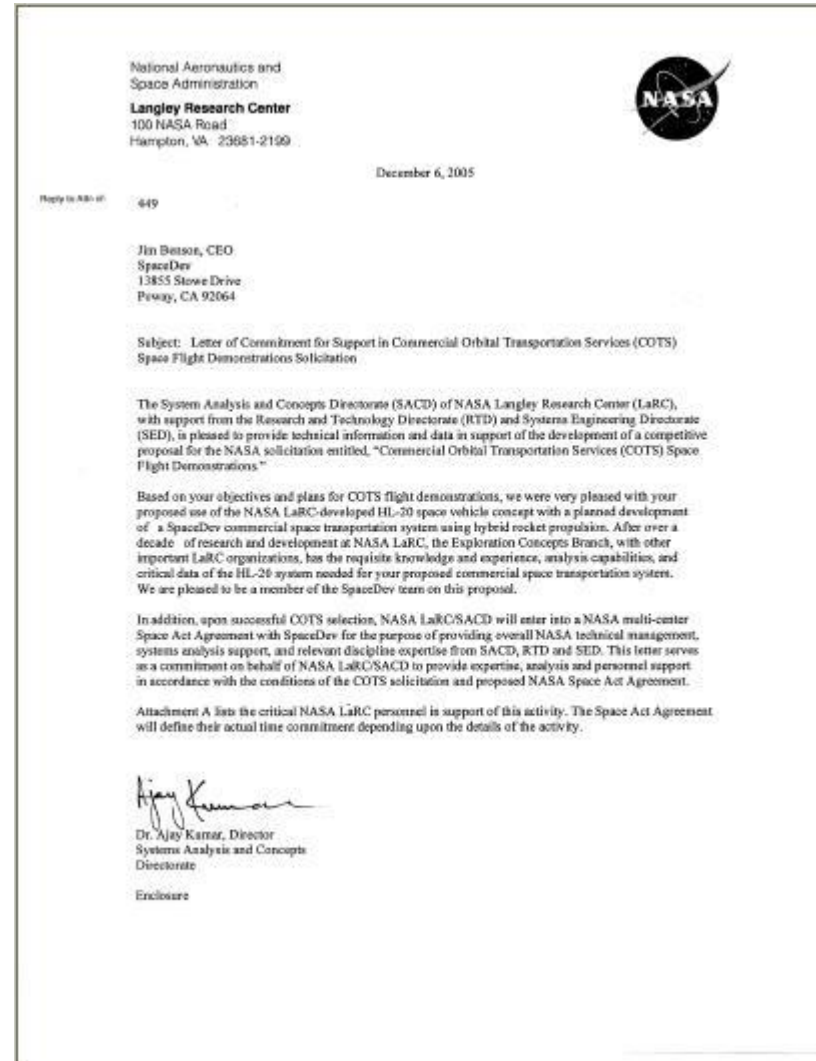 National Aeronautics and
Space Administration
Langley Research Center
100 NASA Road
Hampton, VA 23681-2199
NASA
December 6, 2005
Reply to Attn of:
449
Jim Benson, CEO
SpaceDev
13855 Stowe Drive
Poway, CA 92064
Subject: Letter of Commitment for Support in Commercial Orbital Transportation Services (COTS)
Space Flight Demonstrations Solicitation
The System Analysis and Concepts Directorate (SACD) of NASA Langley Research Center (LaRC),
with support from the Research and Technology Directorate (RTD) and Systems Engineering Directorate
(SED), is pleased to provide technical information and data in support of the development of a competitive
proposal for the NASA solicitation entitled, “Commercial Orbital Transportation Services (COTS) Space
Flight Demonstrations.”
Based on your objectives and plans for COTS flight demonstrations, we were very pleased with your
proposed use of the NASA LaRC-developed HL-20 space vehicle concept with a planned development
of a SpaceDev commercial space transportation system using hybrid rocket propulsion. After over a
decade of research and development at NASA LaRC, the Exploration Concepts Branch, with other
important LaRC organizations, has the requisite knowledge and experience, analysis capabilities, and
critical data of the HL-20 system needed for your proposed commercial space transportation system.
We are pleased to be a member of the SpaceDev team on this proposal.
In addition, upon successful COTS selection, NASA LaRC/SACD will enter into a NASA multi-center
Space Act Agreement with SpaceDev for the purpose of providing overall NASA technical management,
systems analysis support, and relevant discipline expertise from SACD, RTD and SED. This letter serves
as a commitment on behalf of NASA LaRC/SACD to provide expertise, analysis and personnel support
in accordance with the conditions of the COTS solicitation and proposed NASA Space Act Agreement.
Attachment A lists the critical NASA LaRC personnel in support of this activity. The Space Act Agreement
will define their actual time commitment depending upon the details of the activity.
Ajay Kumar
Dr. Ajay Kumar, Director
Systems Analysis and Concepts
Directorate
Enclosure